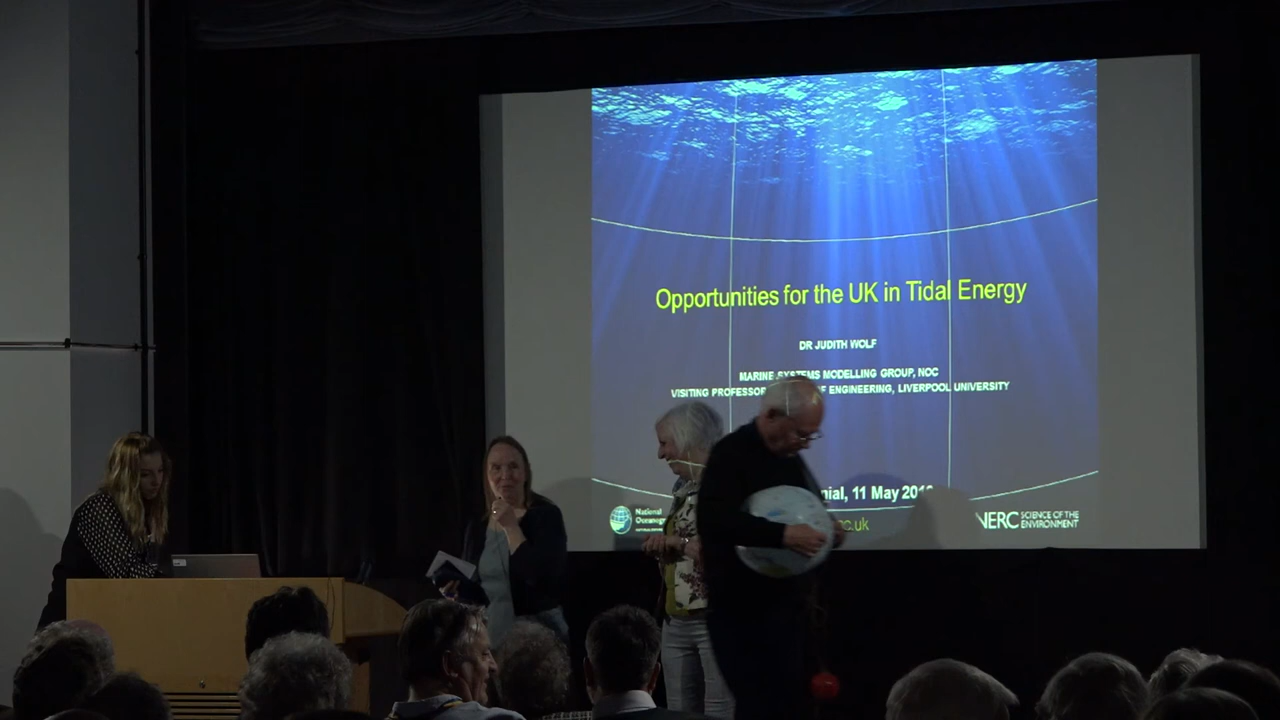 Opportunities for the UK in Tidal Energy
DR JUDITH WOLF
MARINE SYSTEMS MODELLING GROUP, NOC
VISITING PROFESSOR OF ENGINEERING, LIVERPOOL UNIVERSITY
11 May
National
NERC SCIENCE OF THE
ENVIRONMENT